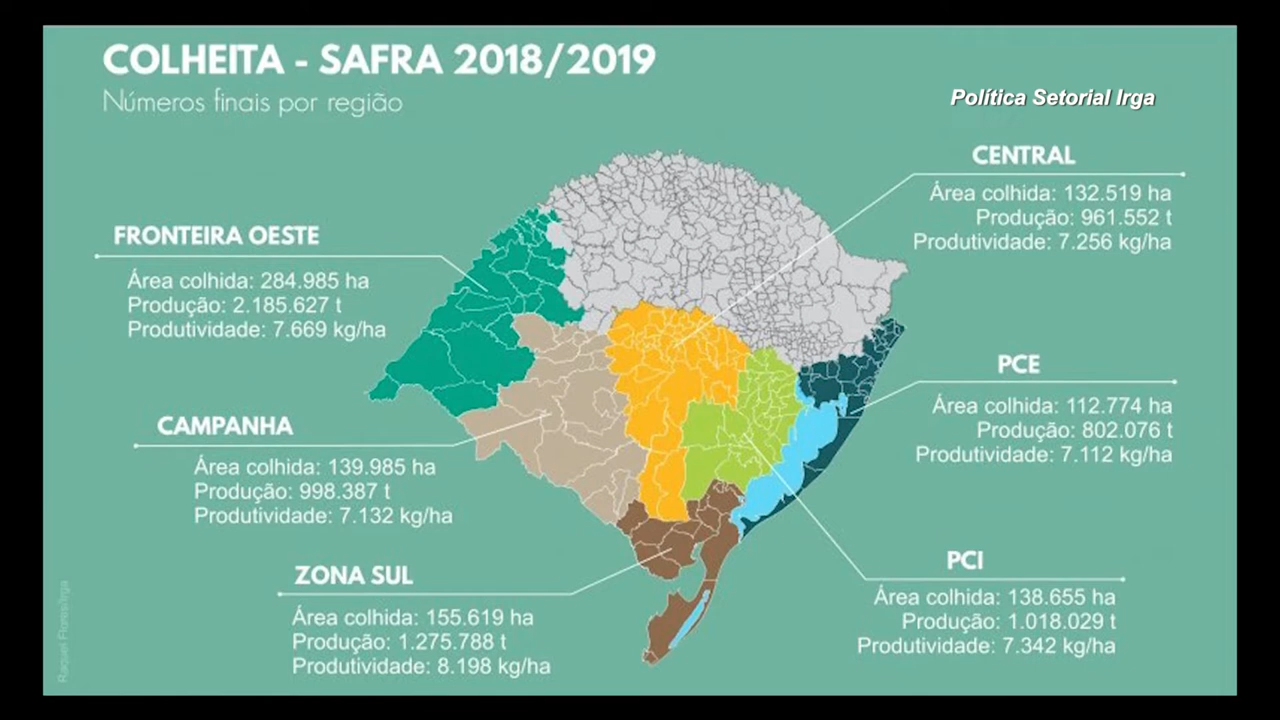 COLHEITA - SAFRA 2018/2019
Números finais por região
Política Setorial Irga
CENTRAL
Área colhida: 132.519 ha
Produção: 961.552 t
Produtividade: 7.256 kg/ha
FRONTEIRA OESTE
Área colhida: 284.985 ha
Produção: 2.185.627 t
Produtividade: 7.669 kg/ha
PCE
Área colhida: 112.774 ha
Produção: 802.076 t
Produtividade: 7.112 kg/ha
CAMPANHA
Área colhida: 139.985 ha
Produção: 998.387 t
Produtividade: 7.132 kg/ha
PCI
Área colhida: 138.655 ha
Produção: 1.018.029 t
Produtividade: 7.342 kg/ha
ZONA SUL
Área colhida: 155.619 ha
Produção: 1.275.788 t
Produtividade: 8.198 kg/ha
Raquel Flores/Irga